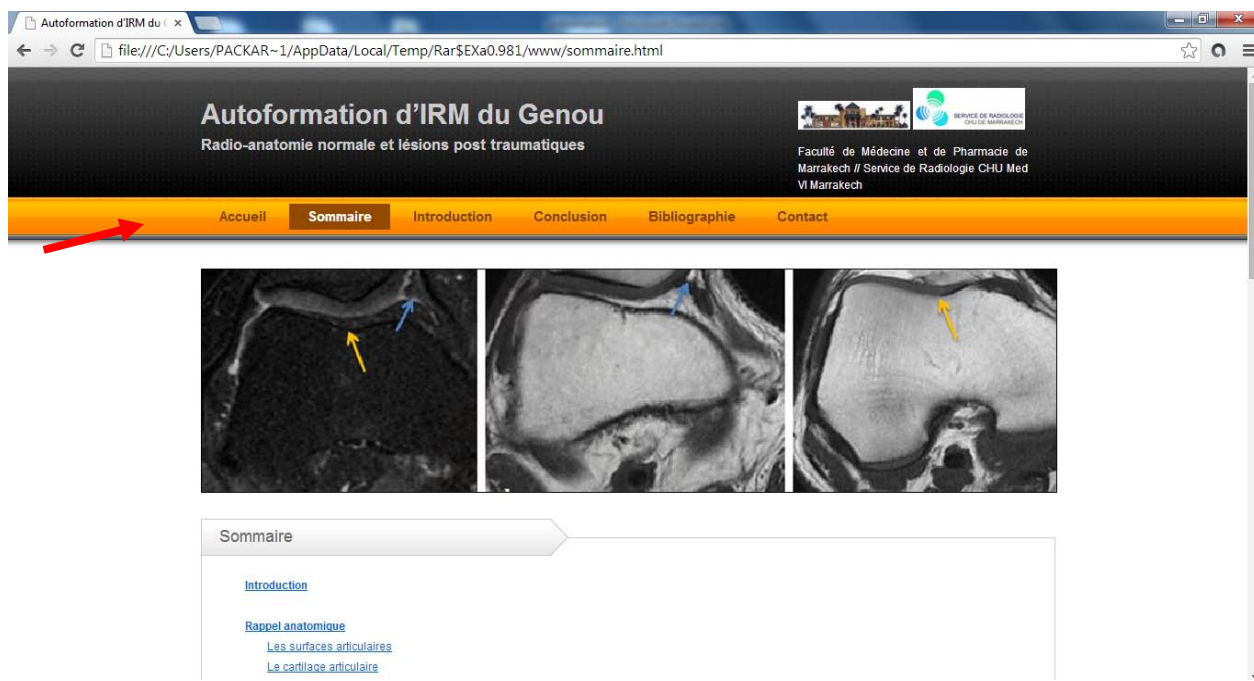 Autoformation d'IRM du
file:///C:/Users/PACKAR~1/AppData/Local/Temp/Rar$EXa0.981/www/sommaire.html
Autoformation d'IRM du Genou
Radio-anatomie normale et lésions post traumatiques
SERVICE DE RADIOLOGIE
CHU DE MARRAKECH
Faculté de Médecine et de Pharmacie de
Marrakech // Service de Radiologie CHU Med
VI Marrakech
Accueil Sommaire Introduction Conclusion Bibliographie Contact
Sommaire
Introduction
Rappel anatomique
Les surfaces articulaires
Le cartilage articulaire